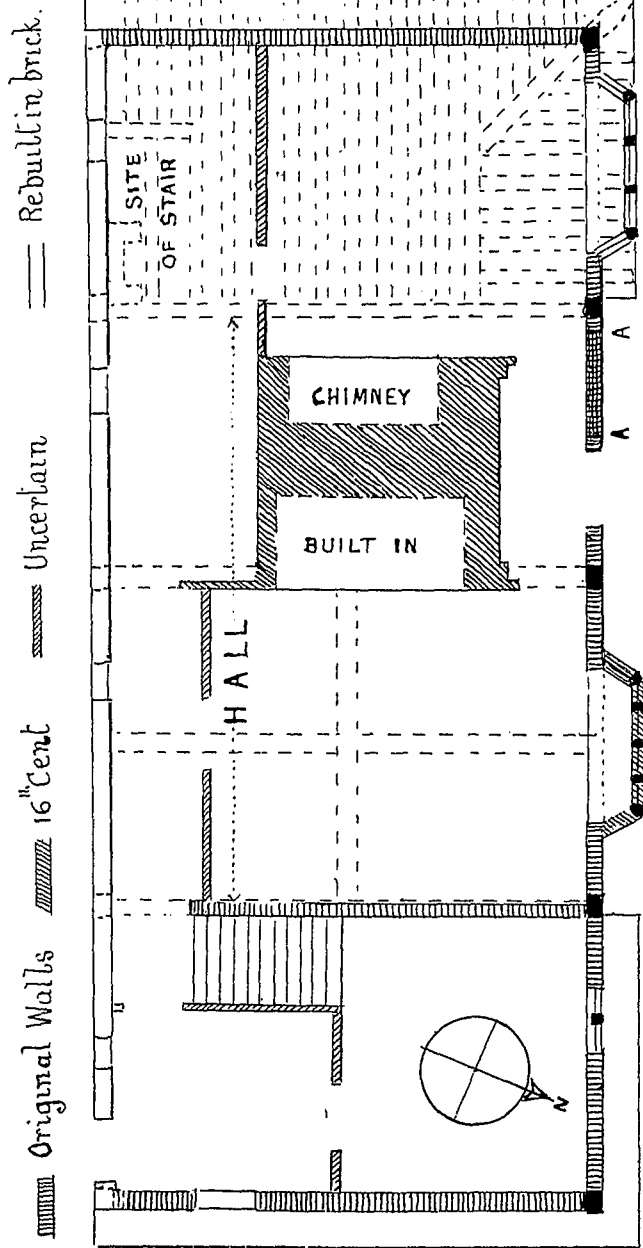 Original Walls
16th Cent
Uncertain
Rebuilt in brick.
SITE
OF STAIR
CHIMNEY
BUILT IN
HALL
A
A
N